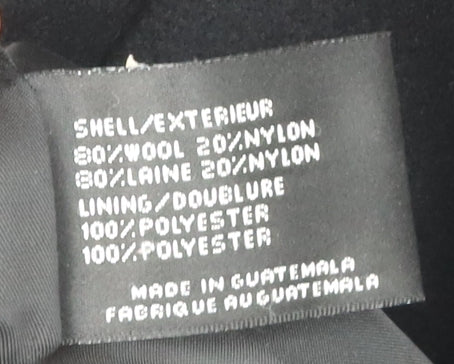 SHELL/EXTERIEUR
80%WOOL 20%NYLON
80%LAINE 20%NYLON
LINING/DOUBLURE
100%POLYESTER
100%POLYESTER
MADE IN GUATEMALA
FABRIQUE AU GUATEMALA